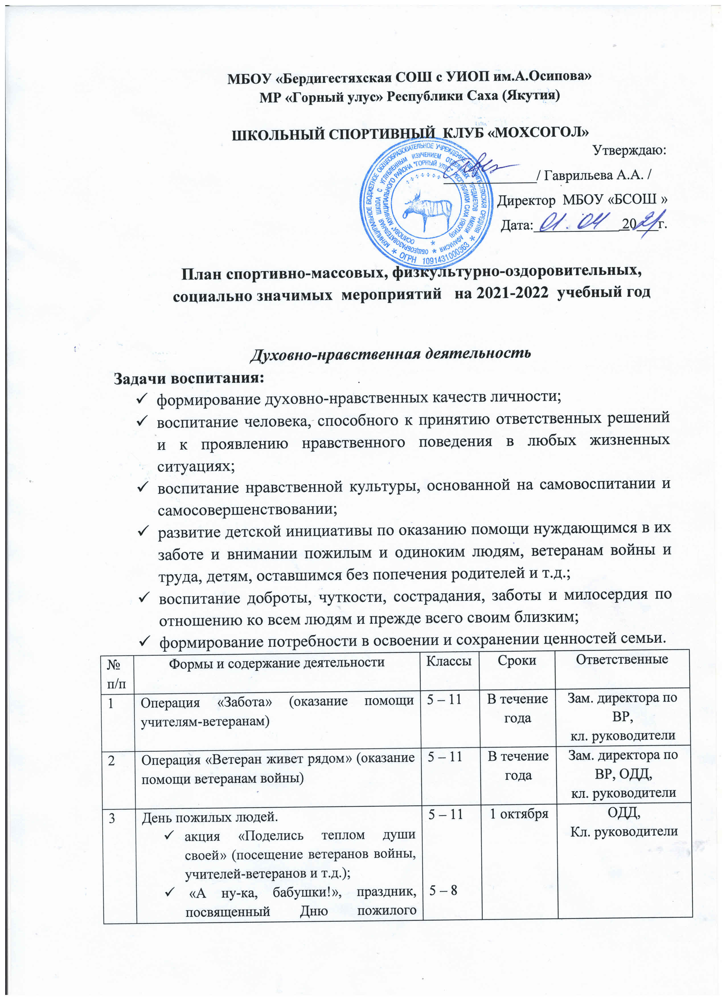 МБОУ «Бердигестяхская СОШ с УИОП им.А.Осипова»
МР «Горный улус» Республики Саха (Якутия)
ШКОЛЬНЫЙ СПОРТИВНЫЙ КЛУБ «МОХСОГОЛ»
Утверждаю:
/ Гаврильева А.А. /
Директор МБОУ «БСОШ »
Дата: 01. 04 2021 г.
МУНИЦИПАЛЬНОЕ БЮДЖЕТНОЕ ОБЩЕОБРАЗОВАТЕЛЬНОЕ УЧРЕЖДЕНИЕ "БЕРДИГЕСТЯХСКАЯ СРЕДНЯЯ
ОБЩЕОБРАЗОВАТЕЛЬНАЯ ШКОЛА С УГЛУБЛЕННЫМ ИЗУЧЕНИЕМ ОТДЕЛЬНЫХ ПРЕДМЕТОВ ИМЕНИ АФАНАСИЯ
ОСИПОВА" МУНИЦИПАЛЬНОГО РАЙОНА "ГОРНЫЙ УЛУС" РЕСПУБЛИКИ САХА (ЯКУТИЯ)
ОГРН 1091431000363
План спортивно-массовых, физкультурно-оздоровительных,
социально значимых мероприятий на 2021-2022 учебный год
Духовно-нравственная деятельность
Задачи воспитания:
✓ формирование духовно-нравственных качеств личности;
✓ воспитание человека, способного к принятию ответственных решений
и к проявлению нравственного поведения в любых жизненных
ситуациях;
✓ воспитание нравственной культуры, основанной на самовоспитании и
самосовершенствовании;
✓ развитие детской инициативы по оказанию помощи нуждающимся в их
заботе и внимании пожилым и одиноким людям, ветеранам войны и
труда, детям, оставшимся без попечения родителей и т.д.;
✓ воспитание доброты, чуткости, сострадания, заботы и милосердия по
отношению ко всем людям и прежде всего своим близким;
✓ формирование потребности в освоении и сохранении ценностей семьи.
№ Формы и содержание деятельности Классы Сроки Ответственные
п/п
1 Операция «Забота» (оказание помощи 5 – 11 В течение Зам. директора по
учителям-ветеранам) года ВР,
кл. руководители
2 Операция «Ветеран живет рядом» (оказание 5 – 11 В течение Зам. директора по
помощи ветеранам войны) года ВР, ОДД,
кл. руководители
3 День пожилых людей. 5 – 11 1 октября ОДД,
✓ акция «Поделись теплом души Кл. руководители
своей» (посещение ветеранов войны,
учителей-ветеранов и т.д.);
✓ «А ну-ка, бабушки!», праздник, 5 – 8
посвященный Дню пожилого